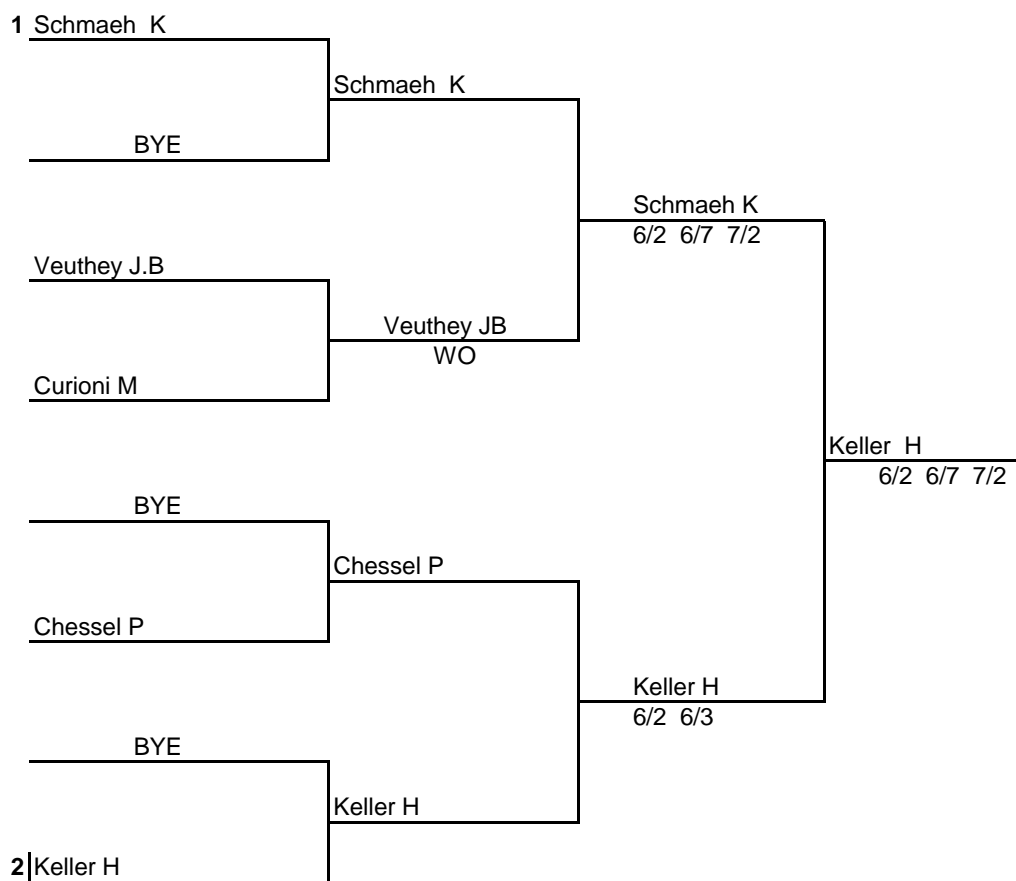 1 Schmaeh K
Schmaeh K
BYE
Schmaeh K
6/2 6/7 7/2
Veuthey J.B
Veuthey JB
WO
Curioni M
Keller H
6/2 6/7 7/2
BYE
Chessel P
Chessel P
Keller H
6/2 6/3
BYE
Keller H
2 Keller H